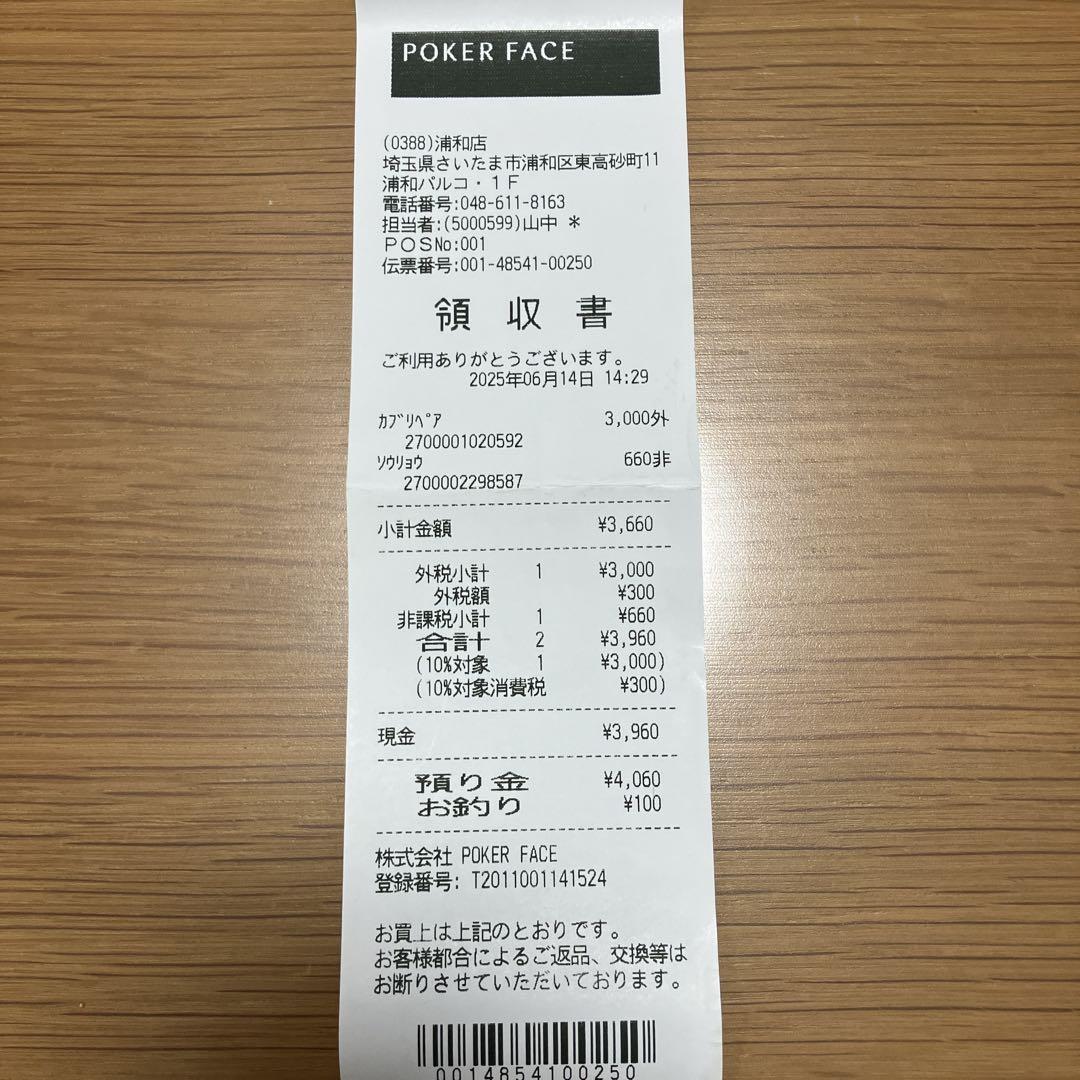 POKER FACE
(0388)浦和店
埼玉県さいたま市浦和区東高砂町11
浦和パルコ・1F
電話番号:048-611-8163
担当者:(5000599)山中 *
POSNo:001
伝票番号:001-48541-00250
領収書
ご利用ありがとうございます。
2025年06月14日 14:29
ｶﾌﾞﾘﾍﾟｱ 3,000外
2700001020592
ｿｳﾘｮｳ 660非
2700002298587
小計金額 ¥3,660
外税小計 1 ¥3,000
外税額 ¥300
非課税小計 1 ¥660
合計 2 ¥3,960
(10%対象 1 ¥3,000)
(10%対象消費税 ¥300)
現金 ¥3,960
預り金 ¥4,060
お釣り ¥100
株式会社 POKER FACE
登録番号: T2011001141524
お買上は上記のとおりです。
お客様都合によるご返品、交換等は
お断りさせていただいております。
0014854100250